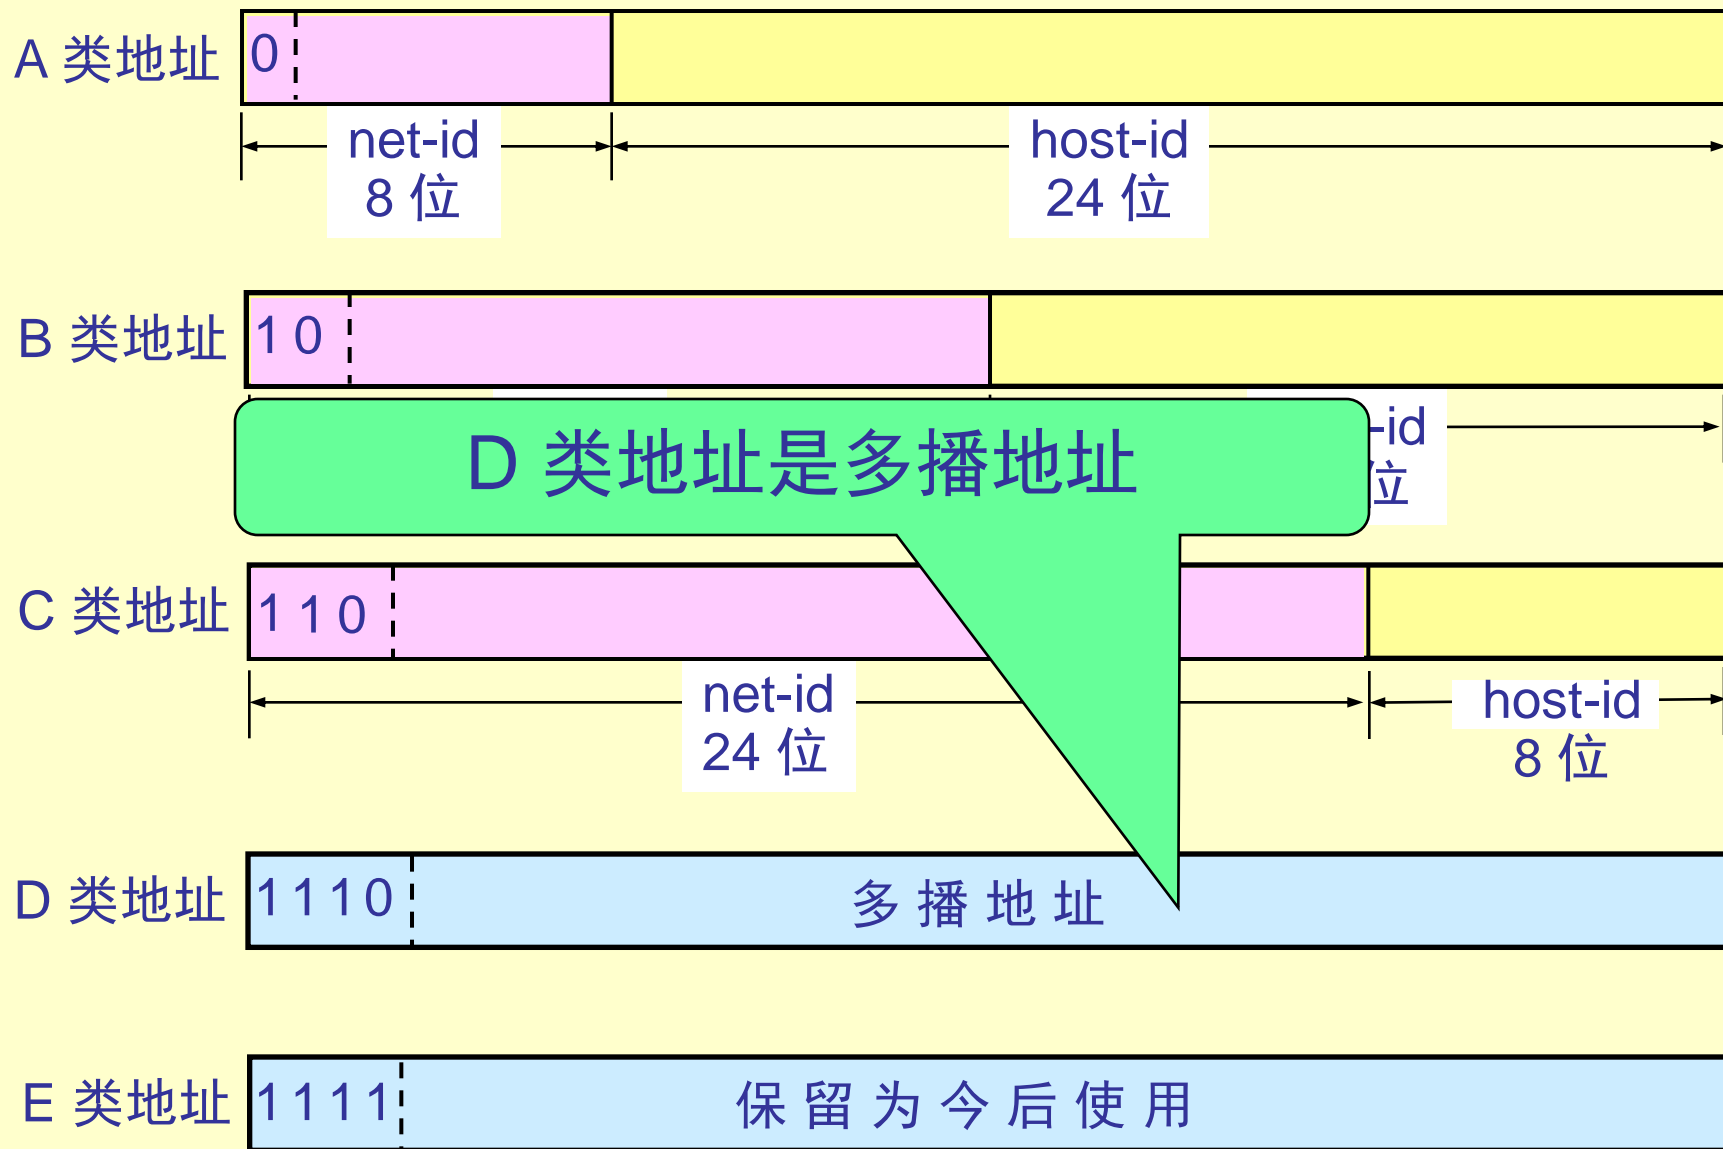 A 类地址
0
net-id
8 位
host-id
24 位
B 类地址
1 0
-id
位
D 类地址是多播地址
C 类地址
1 1 0
net-id
24 位
host-id
8 位
D 类地址
1 1 1 0
多 播 地 址
E 类地址
1 1 1 1
保 留 为 今 后 使 用